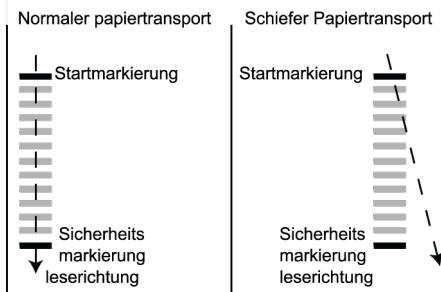 Normaler papiertransport
Startmarkierung
Sicherheits
markierung
leserichtung
Schiefer Papiertransport
Startmarkierung
Sicherheits
markierung
leserichtung